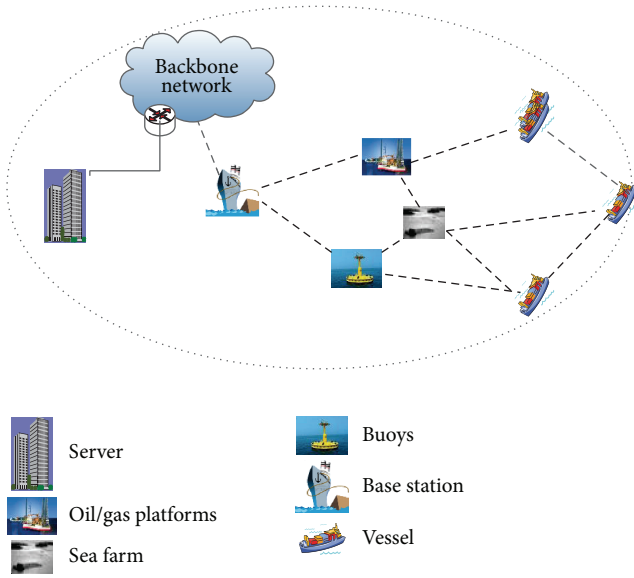 Backbone
network
Server
Oil/gas platforms
Sea farm
Buoys
Base station
Vessel